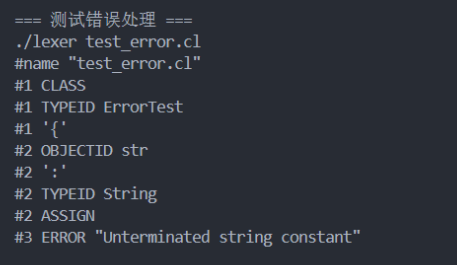 === 测试错误处理 ===
./lexer test_error.cl
#name "test_error.cl"
#1 CLASS
#1 TYPEID ErrorTest
#1 '{'
#2 OBJECTID str
#2 ':'
#2 TYPEID String
#2 ASSIGN
#3 ERROR "Unterminated string constant"